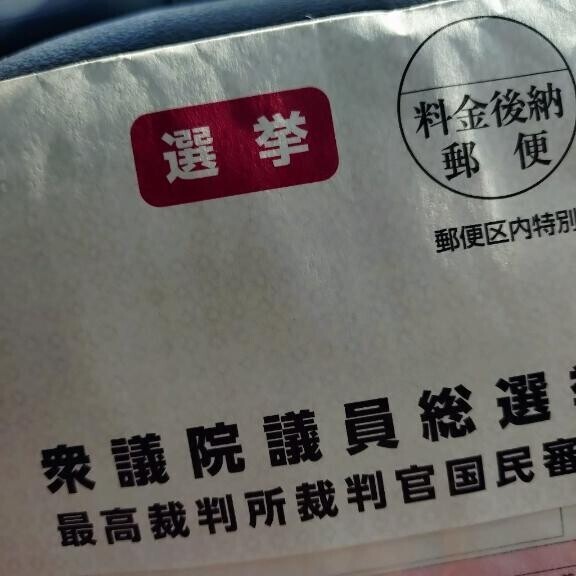 選挙
料金後納
郵便
郵便区内特別
衆議院議員総選
最高裁判所裁判官国民審